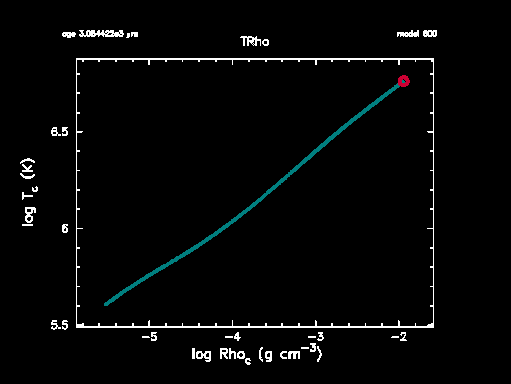 age 3.084422e3 yrs
model 800
TRho
6.5
6
5.5
log T_c (K)
-5 -4 -3 -2
log Rho_c (g cm^-3)